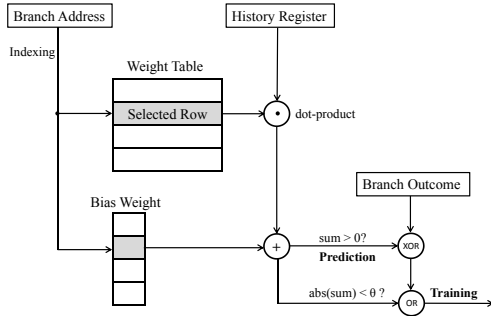 Branch Address
History Register
Indexing
Weight Table
Selected Row
dot-product
Branch Outcome
Bias Weight
+
sum > 0?
XOR
Prediction
abs(sum) < θ ?
OR
Training